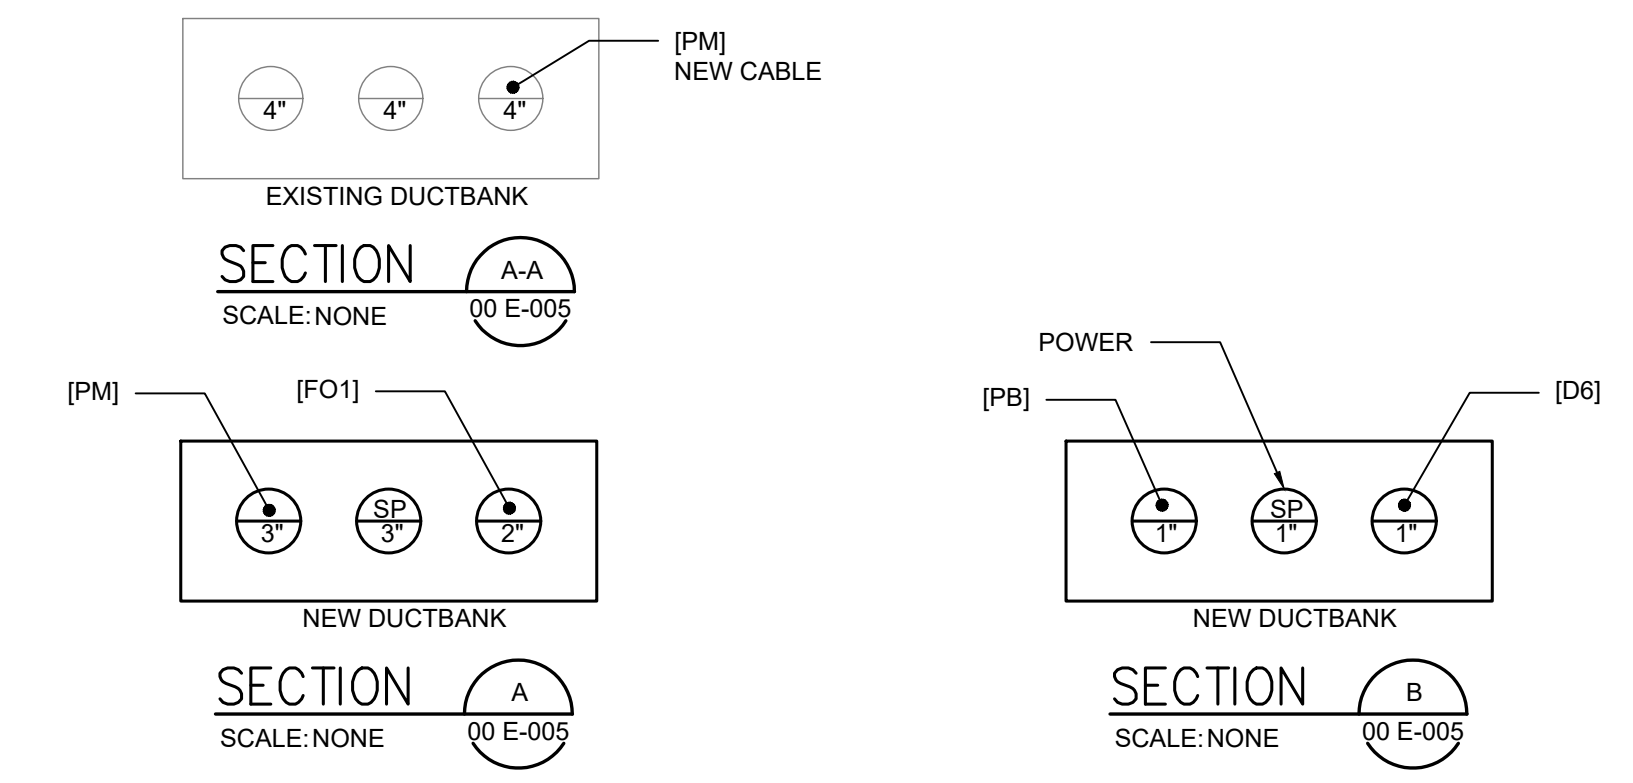 [PM]
NEW CABLE
4" 4" 4"
EXISTING DUCTBANK
SECTION
A-A
SCALE: NONE
00 E-005
[PM]
[FO1]
SP
3" 3" 2"
NEW DUCTBANK
SECTION
A
SCALE: NONE
00 E-005
POWER
[PB]
[D6]
SP
1" 1" 1"
NEW DUCTBANK
SECTION
B
SCALE: NONE
00 E-005